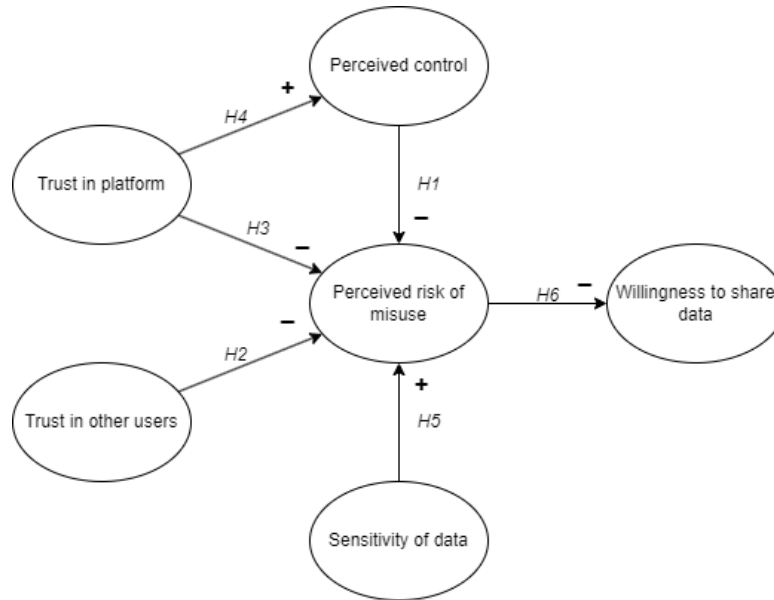 Perceived control
+
H4
Trust in platform
H1
H3
−
−
Perceived risk of
misuse
H6
−
Willingness to share
data
−
H2
Trust in other users
+
H5
Sensitivity of data